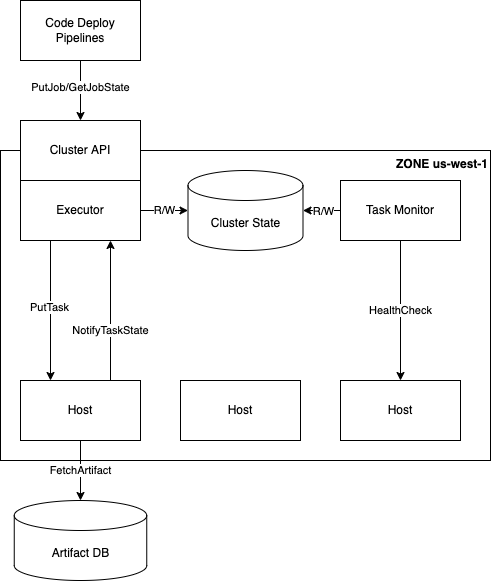 Code Deploy
Pipelines
PutJob/GetJobState
Cluster API
ZONE us-west-1
Executor
R/W
Cluster State
R/W
Task Monitor
PutTask
NotifyTaskState
HealthCheck
Host
Host
Host
FetchArtifact
Artifact DB